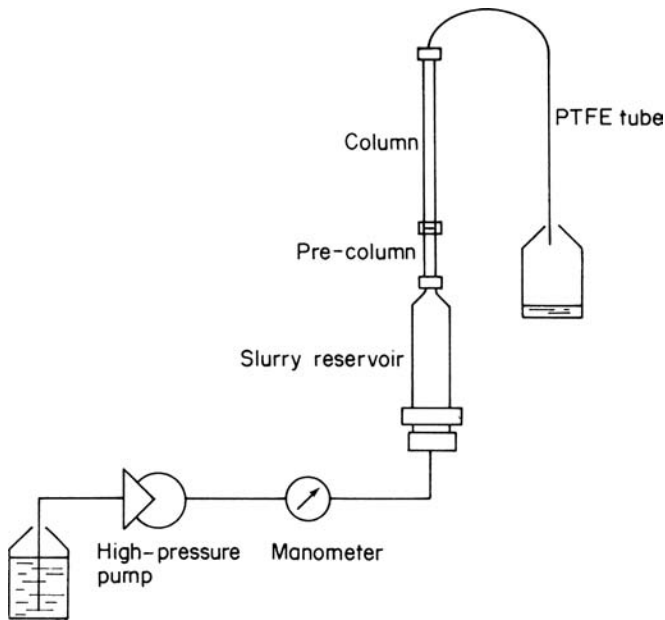 PTFE tube
Column
Pre-column
Slurry reservoir
High-pressure
pump
Manometer